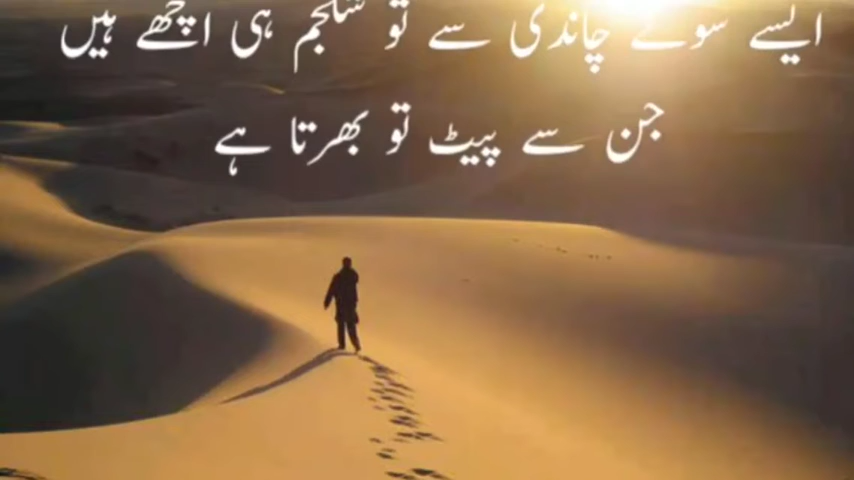 ایسے سونے چاندی سے تو شلجم ہی اچھے ہیں
جن سے پیٹ تو بھرتا ہے